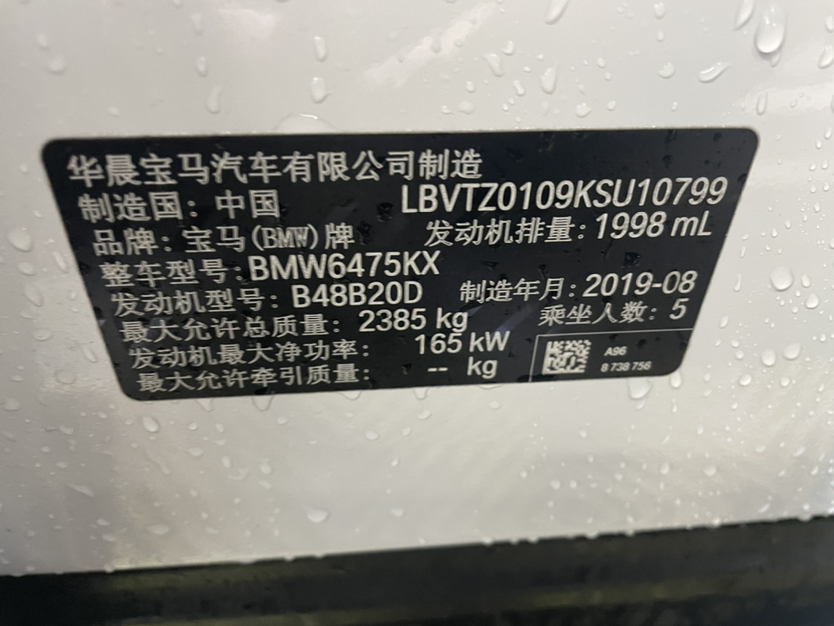 华晨宝马汽车有限公司制造
制造国：中国 LBVTZ0109KSU10799
品牌：宝马(BMW)牌 发动机排量：1998 mL
整车型号：BMW6475KX
发动机型号：B48B20D 制造年月：2019-08
最大允许总质量：2385 kg 乘坐人数：5
发动机最大净功率：165 kW
最大允许牵引质量：-- kg
A96
8 738 756